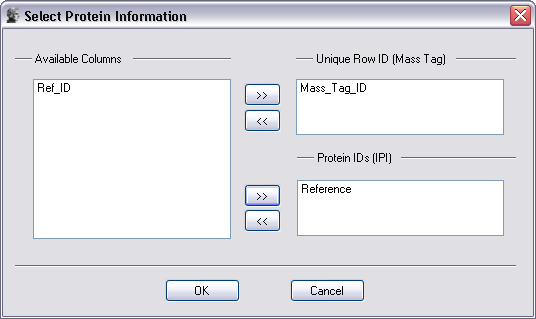 Select Protein Information
Available Columns
Unique Row ID (Mass Tag)
Ref_ID
>>
<<
Mass_Tag_ID
Protein IDs (IPI)
>>
<<
Reference
OK
Cancel